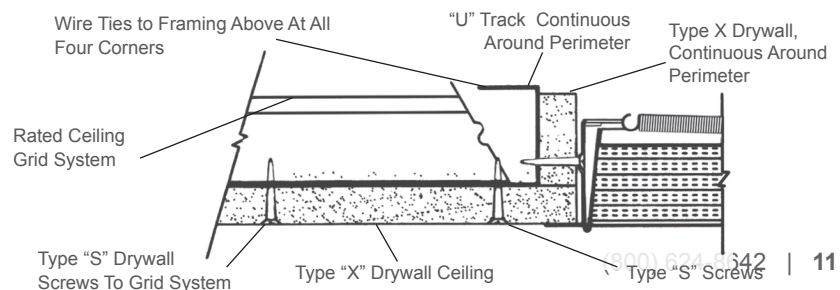 Wire Ties to Framing Above At All
Four Corners
“U” Track Continuous
Around Perimeter
Type X Drywall,
Continuous Around
Perimeter
Rated Ceiling
Grid System
Type “S” Drywall
Screws To Grid System
Type “X” Drywall Ceiling
Type “S” Screws
(800) 624-8642 | 11